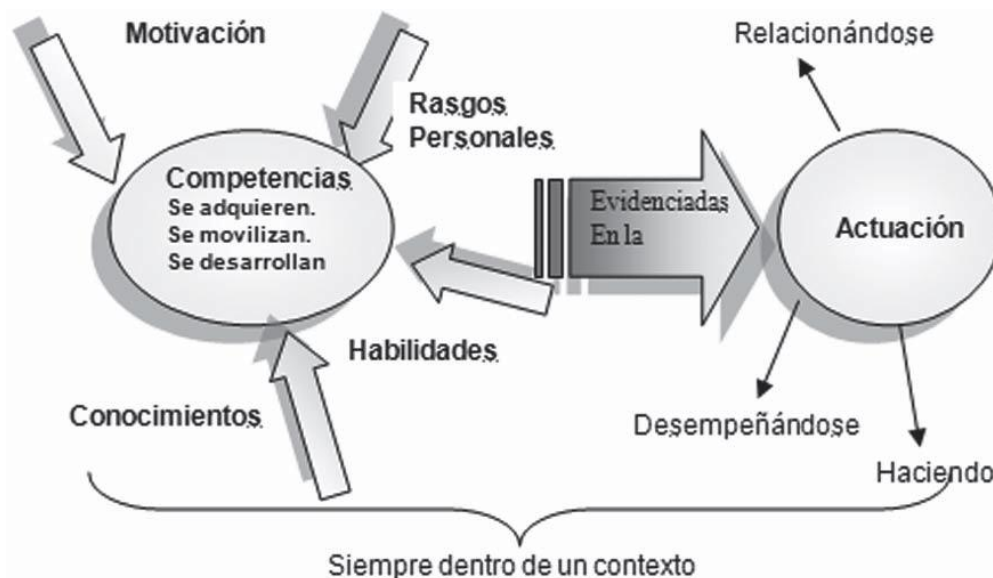 Motivación
Relacionándose
Rasgos
Personales
Competencias
Se adquieren.
Se movilizan.
Se desarrollan
Evidenciadas
En la
Actuación
Habilidades
Conocimientos
Desempeñándose
Haciendo
Siempre dentro de un contexto